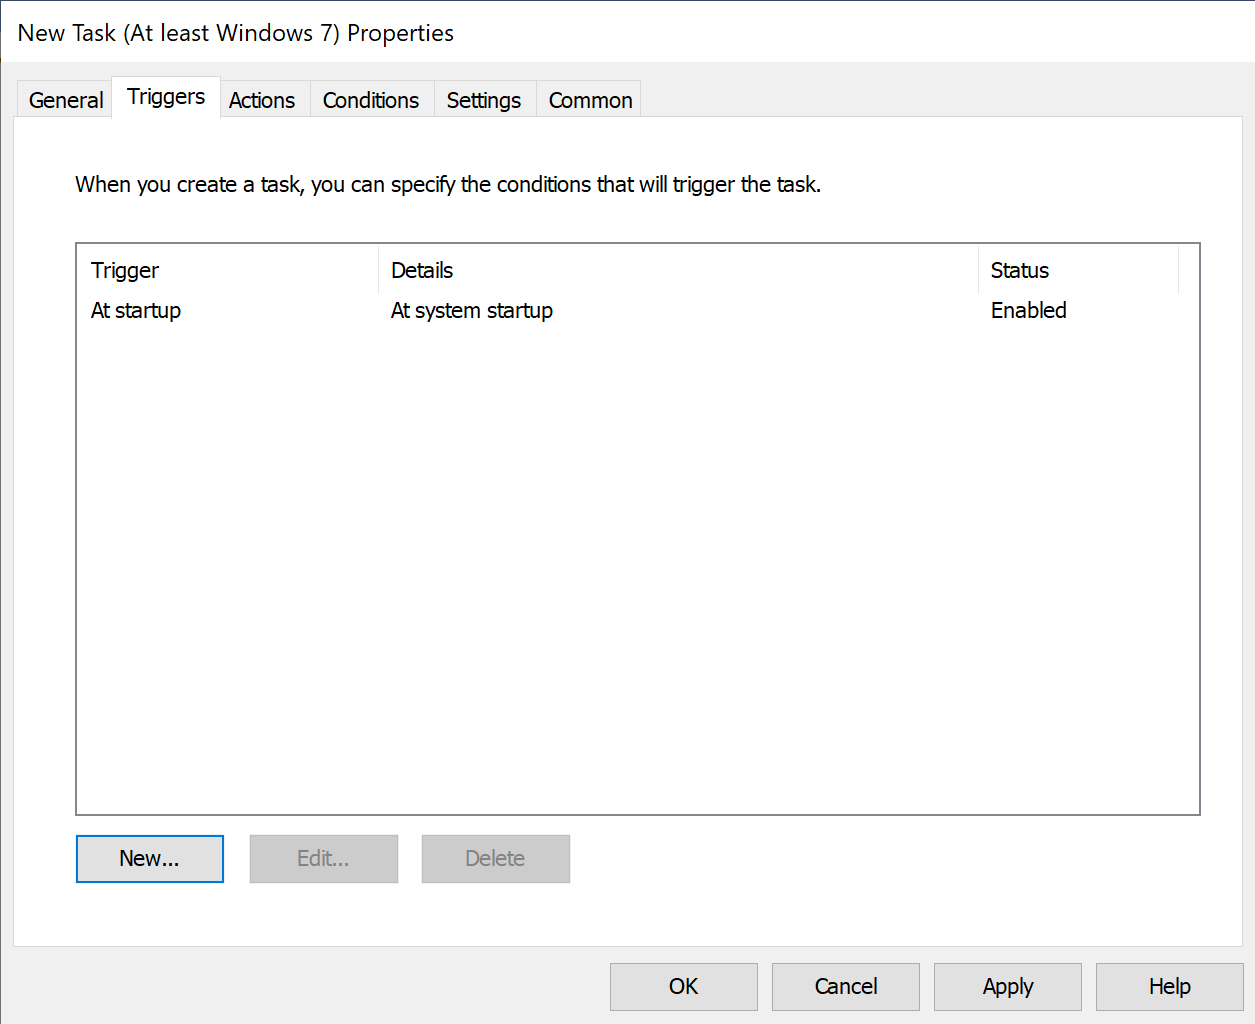 New Task (At least Windows 7) Properties
General Triggers Actions Conditions Settings Common
When you create a task, you can specify the conditions that will trigger the task.
Trigger Details Status
At startup At system startup Enabled
New... Edit... Delete
OK Cancel Apply Help